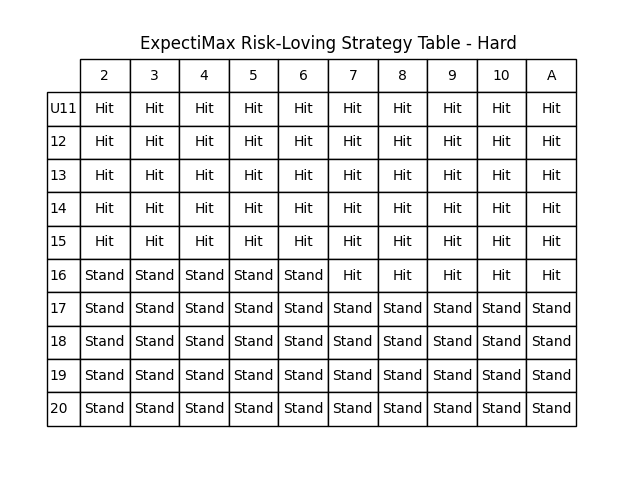 ExpectiMax Risk-Loving Strategy Table - Hard
2 3 4 5 6 7 8 9 10 A
U11 Hit Hit Hit Hit Hit Hit Hit Hit Hit Hit
12 Hit Hit Hit Hit Hit Hit Hit Hit Hit Hit
13 Hit Hit Hit Hit Hit Hit Hit Hit Hit Hit
14 Hit Hit Hit Hit Hit Hit Hit Hit Hit Hit
15 Hit Hit Hit Hit Hit Hit Hit Hit Hit Hit
16 Stand Stand Stand Stand Stand Hit Hit Hit Hit Hit
17 Stand Stand Stand Stand Stand Stand Stand Stand Stand Stand
18 Stand Stand Stand Stand Stand Stand Stand Stand Stand Stand
19 Stand Stand Stand Stand Stand Stand Stand Stand Stand Stand
20 Stand Stand Stand Stand Stand Stand Stand Stand Stand Stand